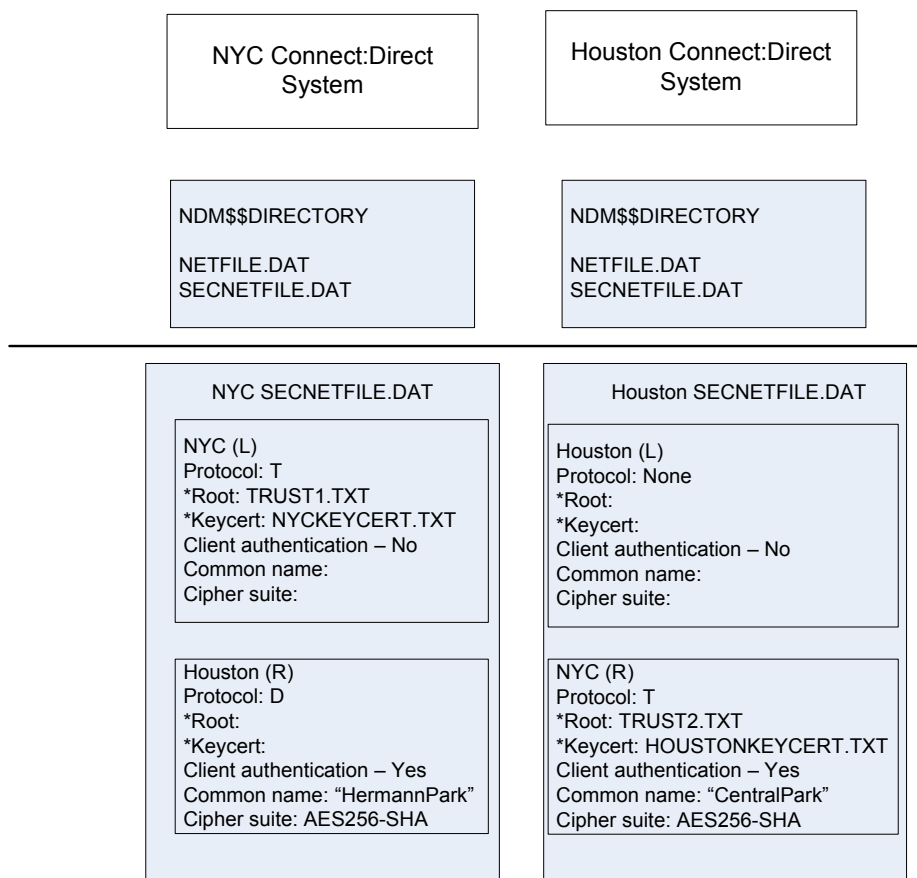 NYC Connect:Direct
System
Houston Connect:Direct
System
NDM$$DIRECTORY
NETFILE.DAT
SECNETFILE.DAT
NDM$$DIRECTORY
NETFILE.DAT
SECNETFILE.DAT
NYC SECNETFILE.DAT
NYC (L)
Protocol: T
*Root: TRUST1.TXT
*Keycert: NYCKEYCERT.TXT
Client authentication – No
Common name:
Cipher suite:
Houston (R)
Protocol: D
*Root:
*Keycert:
Client authentication – Yes
Common name: “HermannPark”
Cipher suite: AES256-SHA
Houston SECNETFILE.DAT
Houston (L)
Protocol: None
*Root:
*Keycert:
Client authentication – No
Common name:
Cipher suite:
NYC (R)
Protocol: T
*Root: TRUST2.TXT
*Keycert: HOUSTONKEYCERT.TXT
Client authentication – Yes
Common name: “CentralPark”
Cipher suite: AES256-SHA